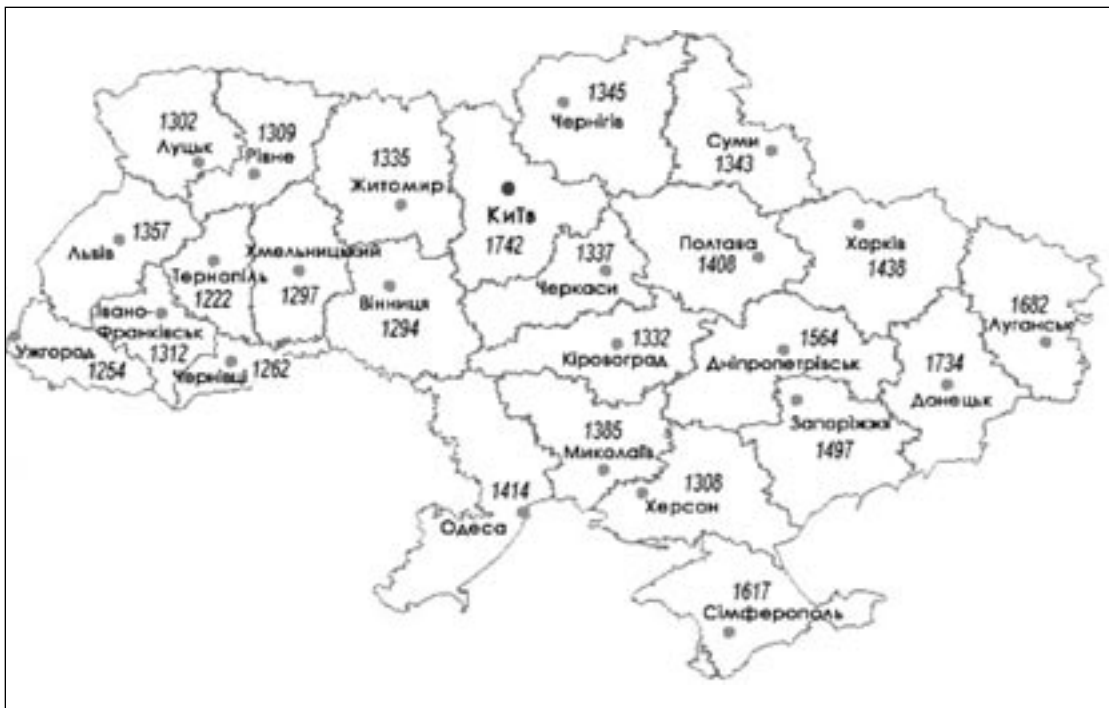 1345
Чернігів
1302
Луцьк
1309
Рівне
Суми
1343
1335
Житомир
Київ
1742
1357
Львів
Тернопіль
1222
Хмельницький
1297
Вінниця
1294
1337
Черкаси
Полтава
1408
Харків
1438
Івано-
Франківськ
1312
Ужгород
1254
Чернівці
1262
1332
Кіровоград
1564
Дніпропетрівськ
1682
Луганськ
1734
Донецьк
Запоріжжя
1497
1385
Миколаїв
1308
Херсон
1414
Одеса
1617
Сімферополь